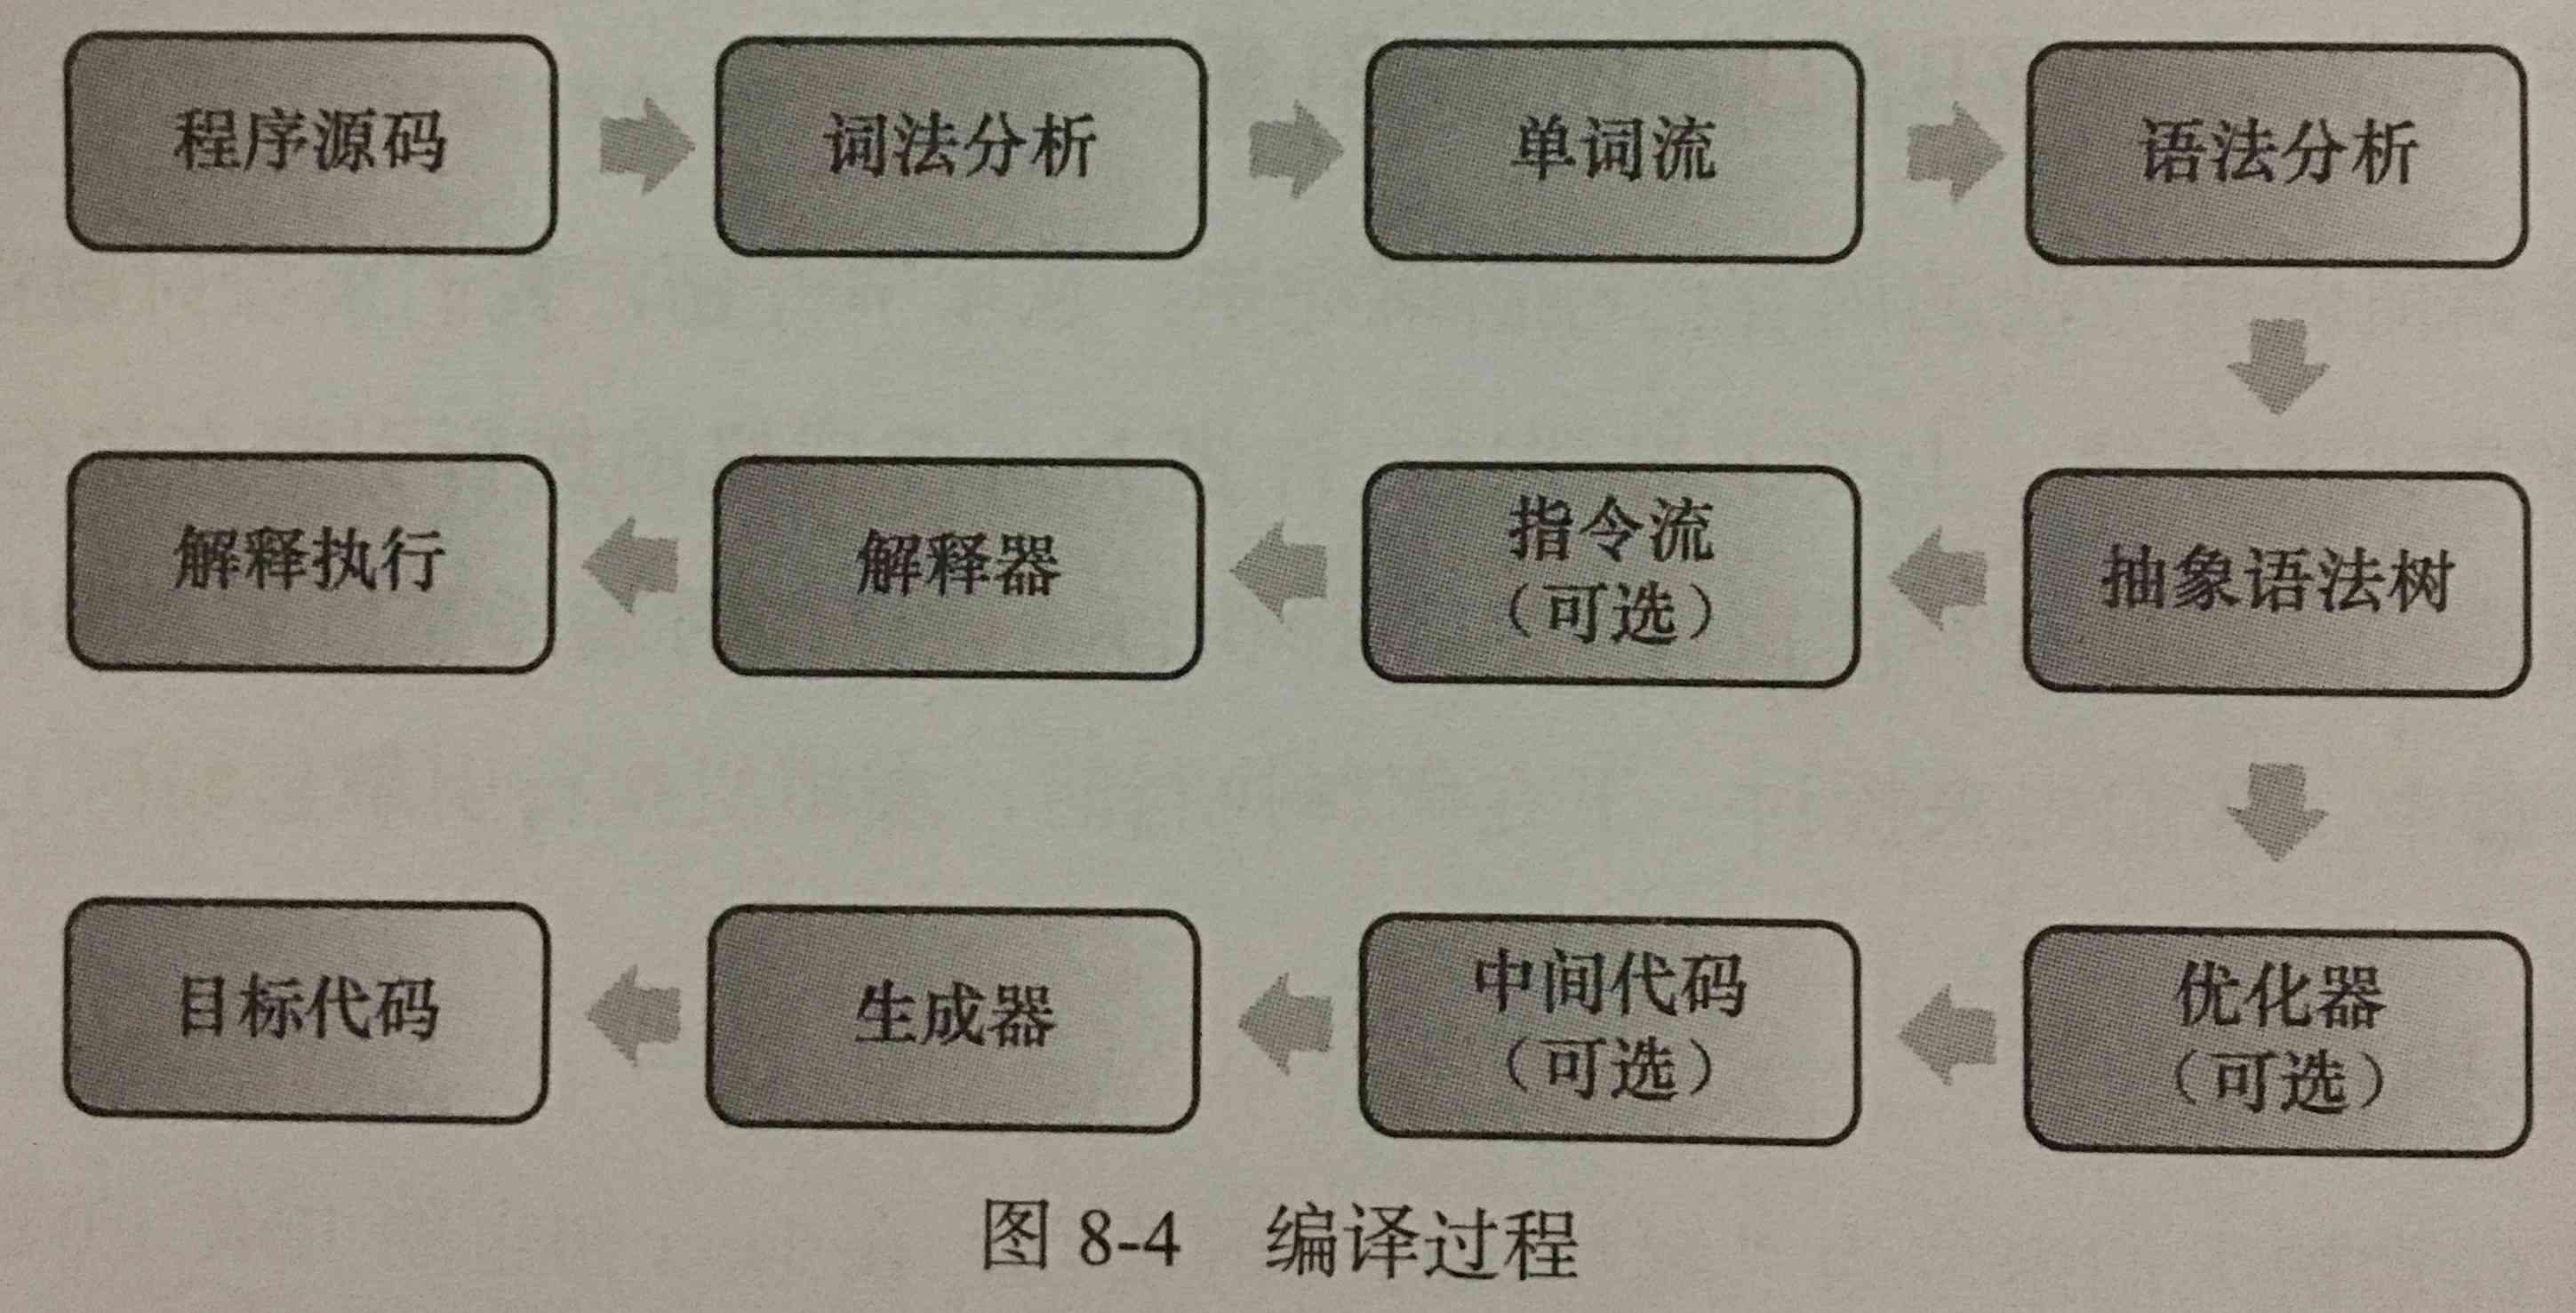 程序源码
词法分析
单词流
语法分析
解释执行
解释器
指令流
（可选）
抽象语法树
目标代码
生成器
中间代码
（可选）
优化器
（可选）
图 8-4 编译过程